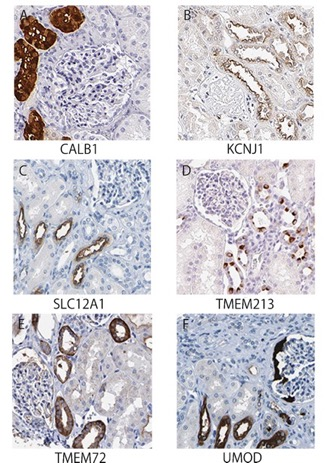 A
B
CALB1
KCNJ1
C
D
SLC12A1
TMEM213
E
F
TMEM72
UMOD